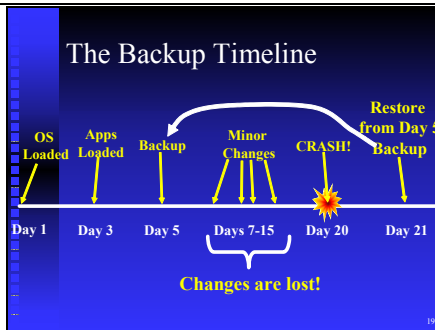 The Backup Timeline
OS
Loaded
Apps
Loaded
Backup
Minor
Changes
CRASH!
Restore
from Day 5
Backup
Day 1
Day 3
Day 5
Days 7-15
Day 20
Day 21
Changes are lost!
19